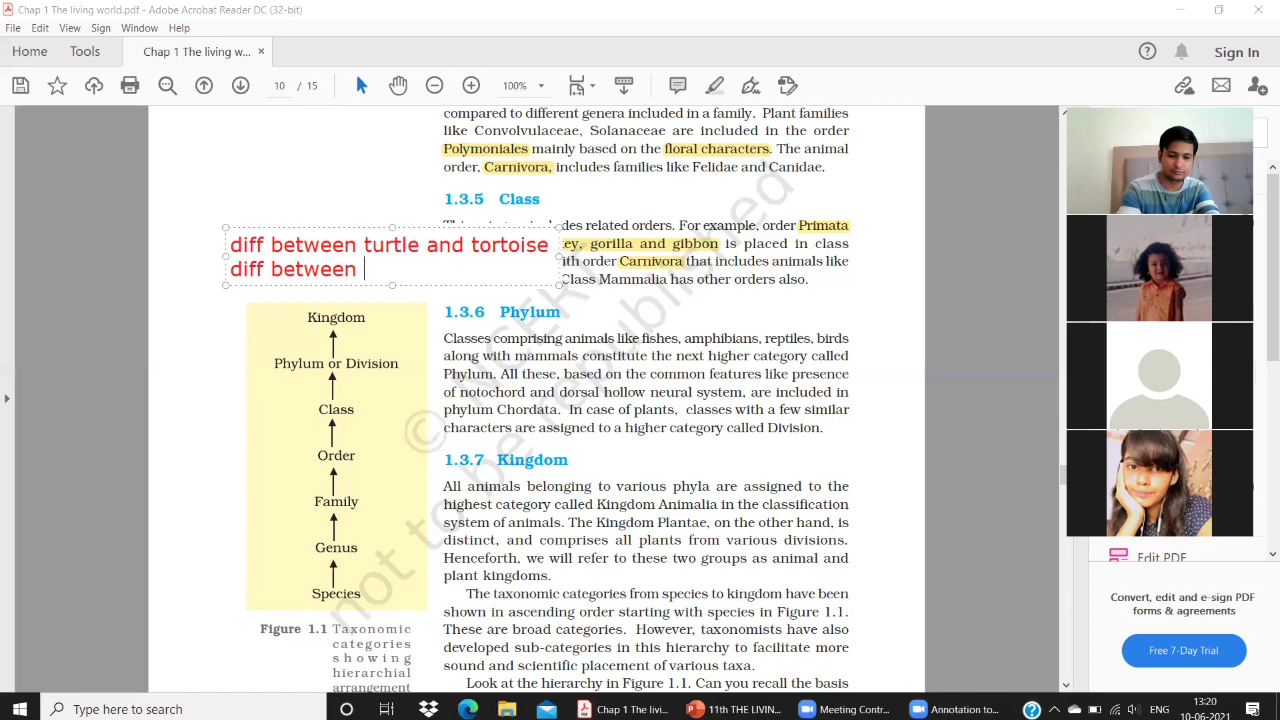 Chap 1 The living world.pdf - Adobe Acrobat Reader DC (32-bit)
File Edit View Sign Window Help
Home Tools Chap 1 The living w... × Sign In
10 / 15 100%
compared to different genera included in a family. Plant families
like Convolvulaceae, Solanaceae are included in the order
Polymoniales mainly based on the floral characters. The animal
order, Carnivora, includes families like Felidae and Canidae.
1.3.5 Class
related orders. For example, order Primata
diff between turtle and tortoise
gorilla and gibbon is placed in class
diff between
order Carnivora that includes animals like
Class Mammalia has other orders also.
Kingdom
Phylum or Division
Class
Order
Family
Genus
Species
Figure 1.1 Taxonomic
categories
showing
hierarchial
arrangement
1.3.6 Phylum
Classes comprising animals like fishes, amphibians, reptiles, birds
along with mammals constitute the next higher category called
Phylum. All these, based on the common features like presence
of notochord and dorsal hollow neural system, are included in
phylum Chordata. In case of plants, classes with a few similar
characters are assigned to a higher category called Division.
1.3.7 Kingdom
All animals belonging to various phyla are assigned to the
highest category called Kingdom Animalia in the classification
system of animals. The Kingdom Plantae, on the other hand, is
distinct, and comprises all plants from various divisions.
Henceforth, we will refer to these two groups as animal and
plant kingdoms.
The taxonomic categories from species to kingdom have been
shown in ascending order starting with species in Figure 1.1.
These are broad categories. However, taxonomists have also
developed sub-categories in this hierarchy to facilitate more
sound and scientific placement of various taxa.
Look at the hierarchy in Figure 1.1. Can you recall the basis
© NCERT
not to be republished
Edit PDF
Convert, edit and e-sign PDF
forms & agreements
Free 7-Day Trial
Type here to search
Chap 1 The livi...
11th THE LIVIN...
Meeting Contr...
Annotation to...
ENG
13:20
10-06-2021